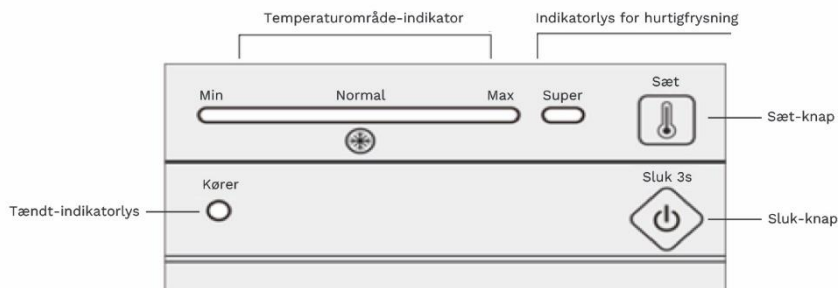 Temperaturområde-indikator
Indikatorlys for hurtigfrysning
Min Normal Max Super Sæt
Sæt-knap
Kører
Sluk 3s
Tændt-indikatorlys
Sluk-knap